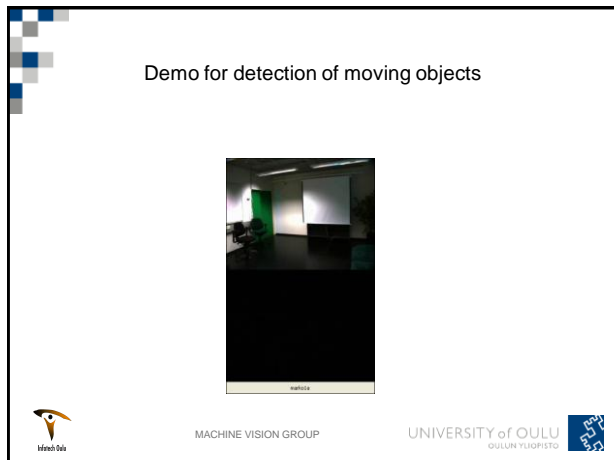 Demo for detection of moving objects
Infotech Oulu
MACHINE VISION GROUP
UNIVERSITY of OULU
OULUN YLIOPISTO